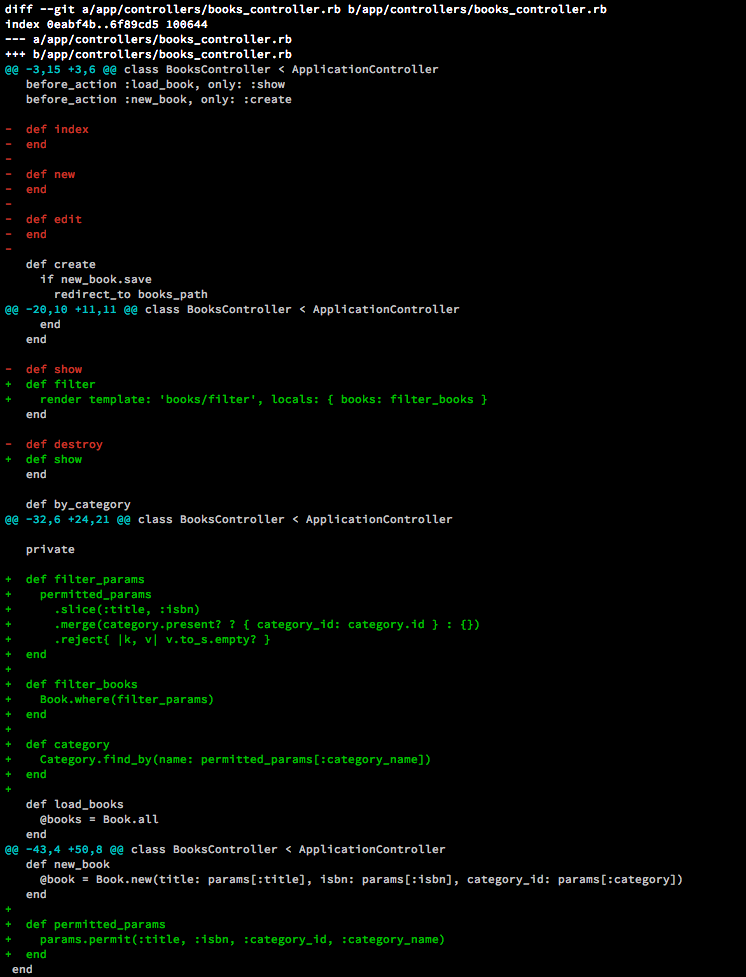 diff --git a/app/controllers/books_controller.rb b/app/controllers/books_controller.rb
index 0eabf4b..6f89cd5 100644
--- a/app/controllers/books_controller.rb
+++ b/app/controllers/books_controller.rb
@@ -3,15 +3,6 @@ class BooksController < ApplicationController
   before_action :load_book, only: :show
   before_action :new_book, only: :create

-  def index
-  end
-
-  def new
-  end
-
-  def edit
-  end
-
   def create
     if new_book.save
       redirect_to books_path
@@ -20,10 +11,11 @@ class BooksController < ApplicationController
     end
   end

-  def show
+  def filter
+    render template: 'books/filter', locals: { books: filter_books }
   end

-  def destroy
+  def show
   end

   def by_category
@@ -32,6 +24,21 @@ class BooksController < ApplicationController

   private

+  def filter_params
+    permitted_params
+      .slice(:title, :isbn)
+      .merge(category.present? ? { category_id: category.id } : {})
+      .reject{ |k, v| v.to_s.empty? }
+  end
+
+  def filter_books
+    Book.where(filter_params)
+  end
+
+  def category
+    Category.find_by(name: permitted_params[:category_name])
+  end
+
   def load_books
     @books = Book.all
   end
@@ -43,4 +50,8 @@ class BooksController < ApplicationController
   def new_book
     @book = Book.new(title: params[:title], isbn: params[:isbn], category_id: params[:category])
   end
+
+  def permitted_params
+    params.permit(:title, :isbn, :category_id, :category_name)
+  end
 end